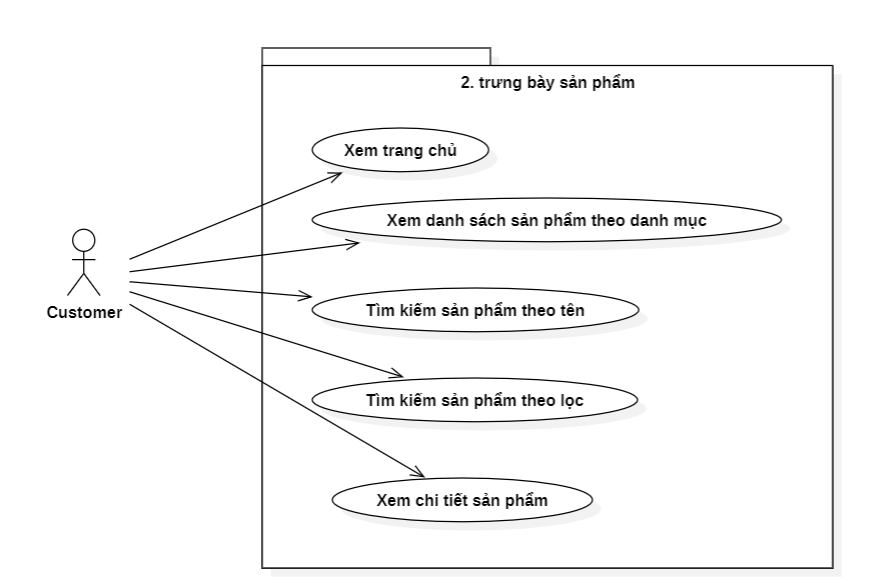 2. trưng bày sản phẩm
Xem trang chủ
Xem danh sách sản phẩm theo danh mục
Customer
Tìm kiếm sản phẩm theo tên
Tìm kiếm sản phẩm theo lọc
Xem chi tiết sản phẩm